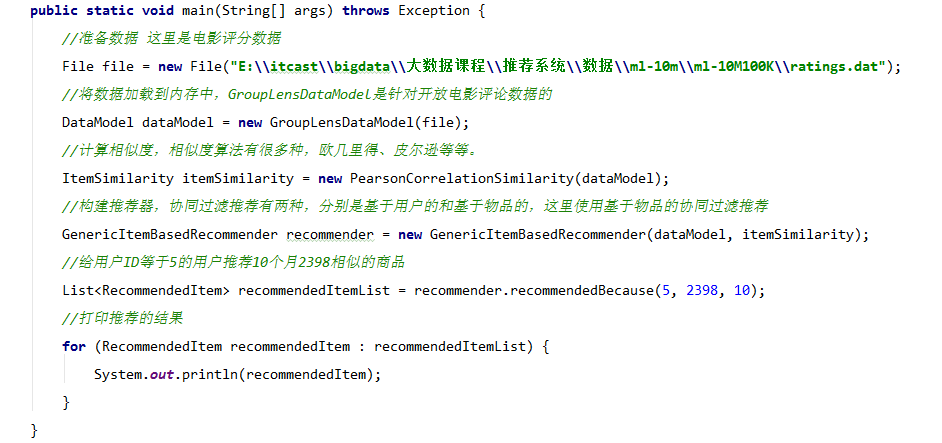 public static void main(String[] args) throws Exception {
//准备数据 这里是电影评分数据
File file = new File("E:\\itcast\\bigdata\\大数据课程\\推荐系统\\数据\\ml-10m\\ml-10M100K\\ratings.dat");
//将数据加载到内存中，GroupLensDataModel是针对开放电影评论数据的
DataModel dataModel = new GroupLensDataModel(file);
//计算相似度，相似度算法有很多种，欧几里得、皮尔逊等等。
ItemSimilarity itemSimilarity = new PearsonCorrelationSimilarity(dataModel);
//构建推荐器，协同过滤推荐有两种，分别是基于用户的和基于物品的，这里使用基于物品的协同过滤推荐
GenericItemBasedRecommender recommender = new GenericItemBasedRecommender(dataModel, itemSimilarity);
//给用户ID等于5的用户推荐10个月2398相似的商品
List<RecommendedItem> recommendedItemList = recommender.recommendedBecause(5, 2398, 10);
//打印推荐的结果
for (RecommendedItem recommendedItem : recommendedItemList) {
System.out.println(recommendedItem);
}
}